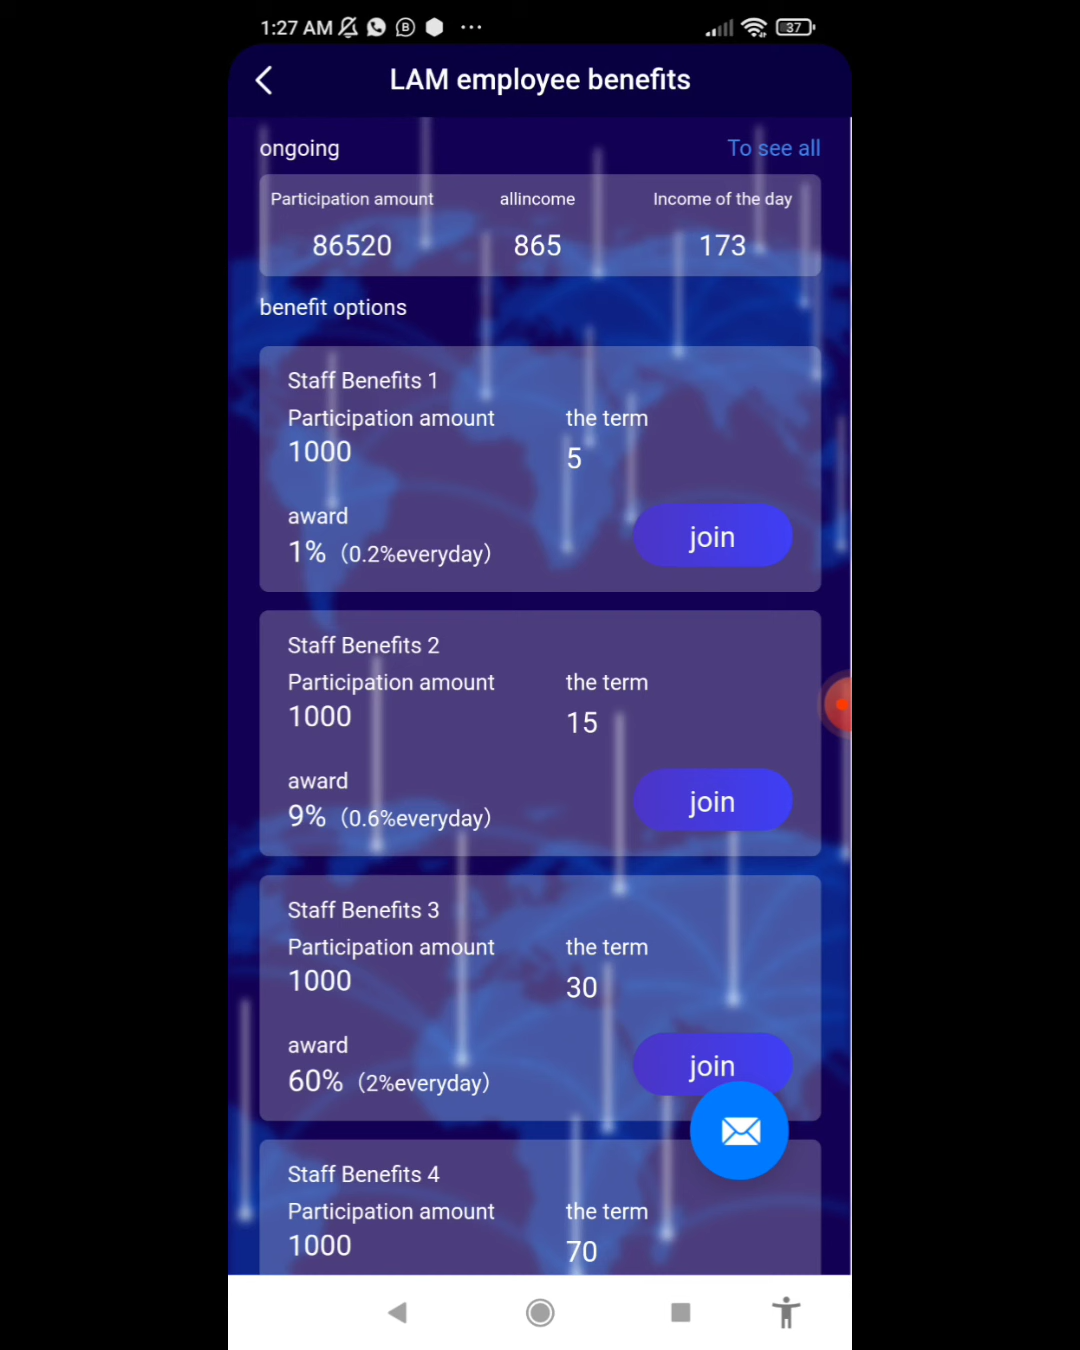 1:27 AM
37
LAM employee benefits
ongoing To see all
Participation amount allincome Income of the day
86520 865 173
benefit options
Staff Benefits 1
Participation amount the term
1000 5
award
1% (0.2%everyday)
join
Staff Benefits 2
Participation amount the term
1000 15
award
9% (0.6%everyday)
join
Staff Benefits 3
Participation amount the term
1000 30
award
60% (2%everyday)
join
Staff Benefits 4
Participation amount the term
1000 70